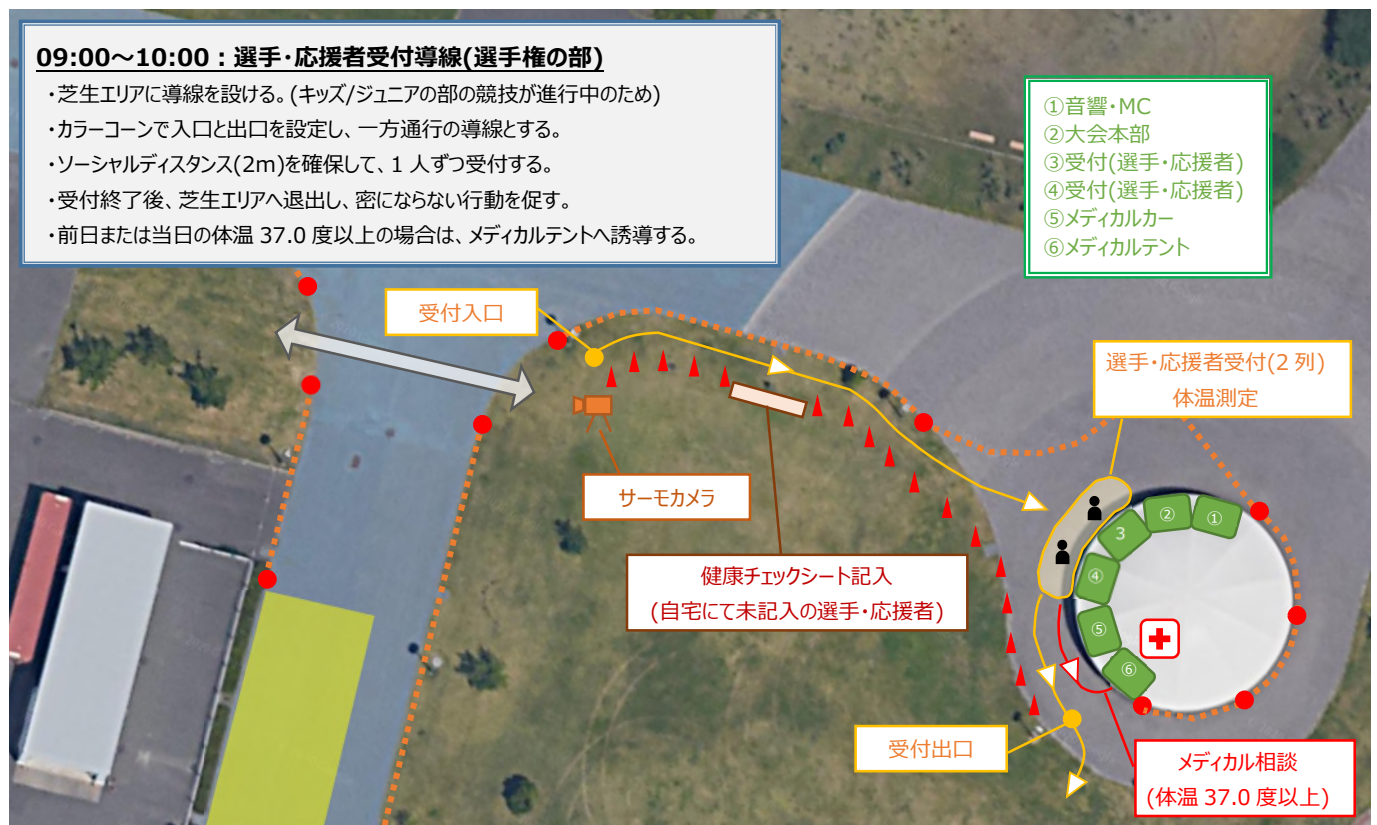 09:00～10:00：選手・応援者受付導線(選手権の部)
・芝生エリアに導線を設ける。(キッズ/ジュニアの部の競技が進行中のため)
・カラーコーンで入口と出口を設定し、一方通行の導線とする。
・ソーシャルディスタンス(2m)を確保して、1 人ずつ受付する。
・受付終了後、芝生エリアへ退出し、密にならない行動を促す。
・前日または当日の体温 37.0 度以上の場合は、メディカルテントへ誘導する。
①音響・MC
②大会本部
③受付(選手・応援者)
④受付(選手・応援者)
⑤メディカルカー
⑥メディカルテント
受付入口
選手・応援者受付(2 列)
体温測定
サーモカメラ
健康チェックシート記入
(自宅にて未記入の選手・応援者)
①
②
3
④
⑤
⑥
受付出口
メディカル相談
(体温 37.0 度以上)